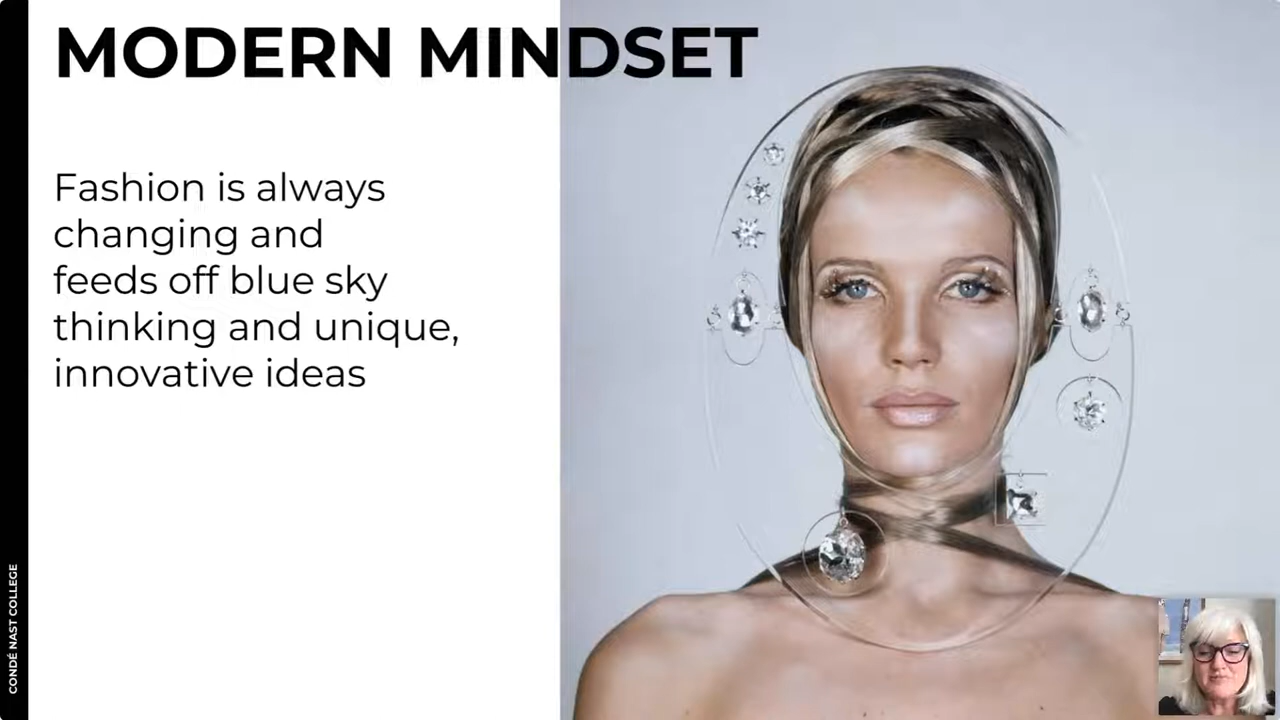 MODERN MINDSET
Fashion is always
changing and
feeds off blue sky
thinking and unique,
innovative ideas
CONDÉ NAST COLLEGE